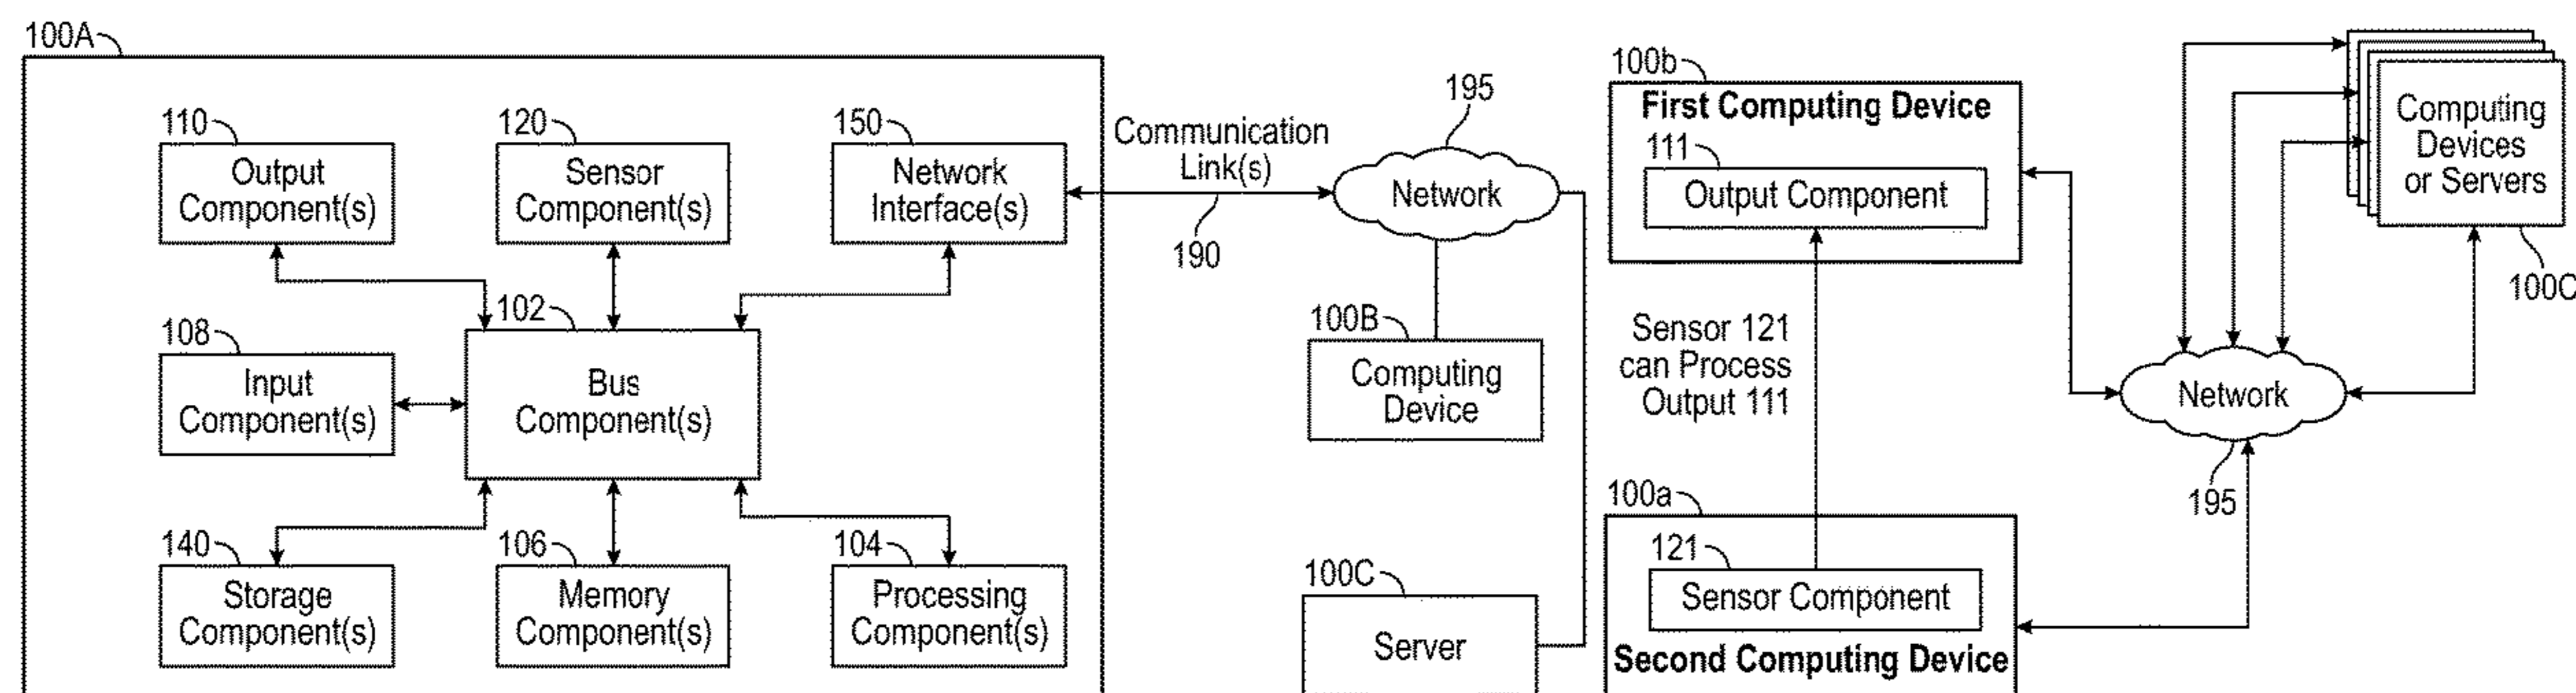 100A
110
Output
Component(s)
120
Sensor
Component(s)
150
Network
Interface(s)
108
Input
Component(s)
102
Bus
Component(s)
140
Storage
Component(s)
106
Memory
Component(s)
104
Processing
Component(s)
Communication
Link(s)
190
195
Network
100B
Computing
Device
100C
Server
100b
First Computing Device
111
Output Component
Sensor 121
can Process
Output 111
100a
121
Sensor Component
Second Computing Device
Computing
Devices
or Servers
100C
Network
195